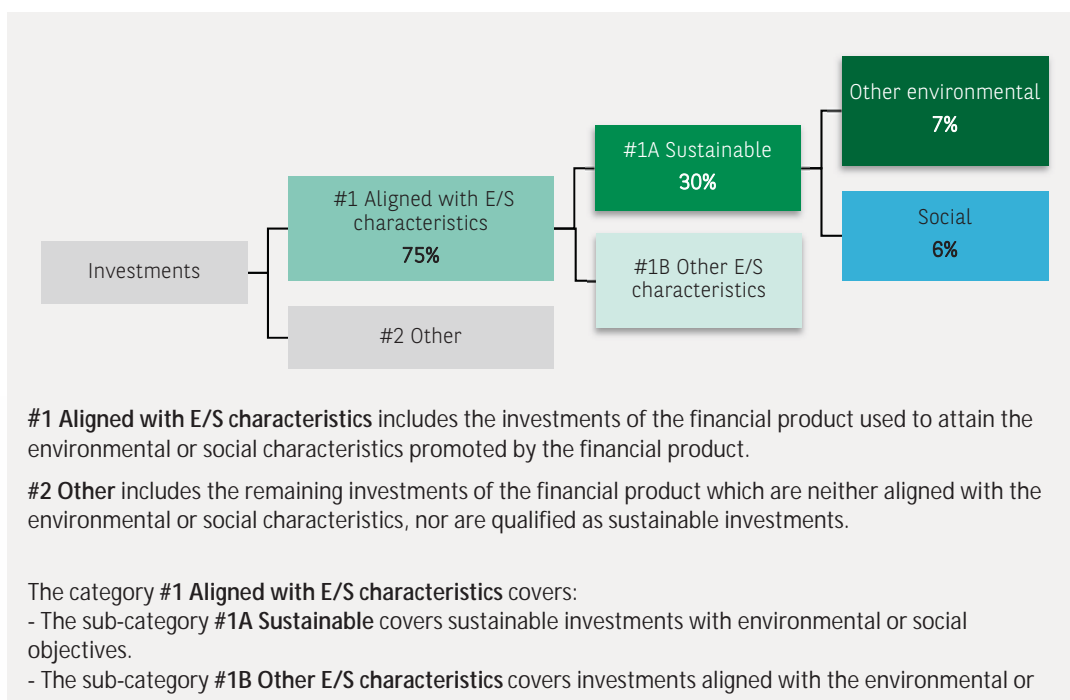 Other environmental
7%
#1A Sustainable
30%
#1 Aligned with E/S
characteristics
75%
Social
6%
Investments
#1B Other E/S
characteristics
#2 Other
#1 Aligned with E/S characteristics includes the investments of the financial product used to attain the
environmental or social characteristics promoted by the financial product.
#2 Other includes the remaining investments of the financial product which are neither aligned with the
environmental or social characteristics, nor are qualified as sustainable investments.
The category #1 Aligned with E/S characteristics covers:
- The sub-category #1A Sustainable covers sustainable investments with environmental or social
objectives.
- The sub-category #1B Other E/S characteristics covers investments aligned with the environmental or